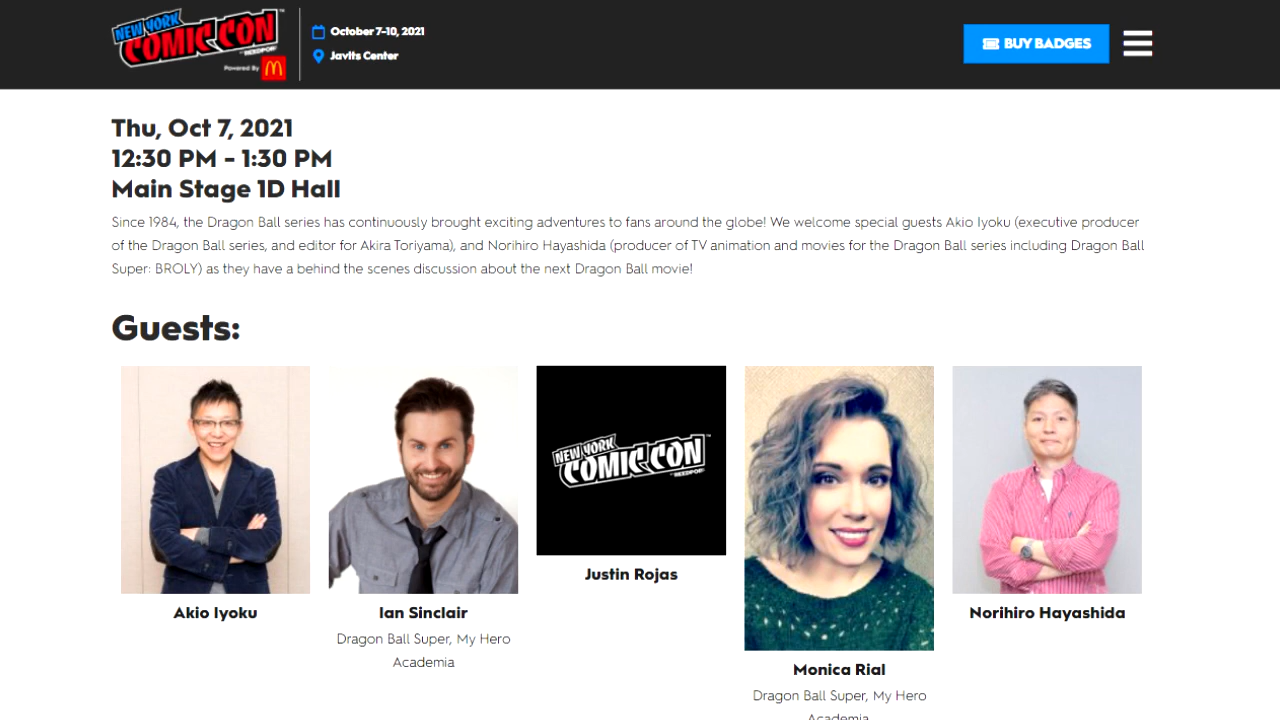 NEW YORK
COMIC CON
BY REEDPOP
Powered By
October 7-10, 2021
Javits Center
BUY BADGES
Thu, Oct 7, 2021
12:30 PM - 1:30 PM
Main Stage 1D Hall
Since 1984, the Dragon Ball series has continuously brought exciting adventures to fans around the globe! We welcome special guests Akio Iyoku (executive producer
of the Dragon Ball series, and editor for Akira Toriyama), and Norihiro Hayashida (producer of TV animation and movies for the Dragon Ball series including Dragon Ball
Super: BROLY) as they have a behind the scenes discussion about the next Dragon Ball movie!
Guests:
NEW YORK
COMIC CON
BY REEDPOP
Akio Iyoku
Ian Sinclair
Dragon Ball Super, My Hero
Academia
Justin Rojas
Monica Rial
Dragon Ball Super, My Hero
Academia
Norihiro Hayashida